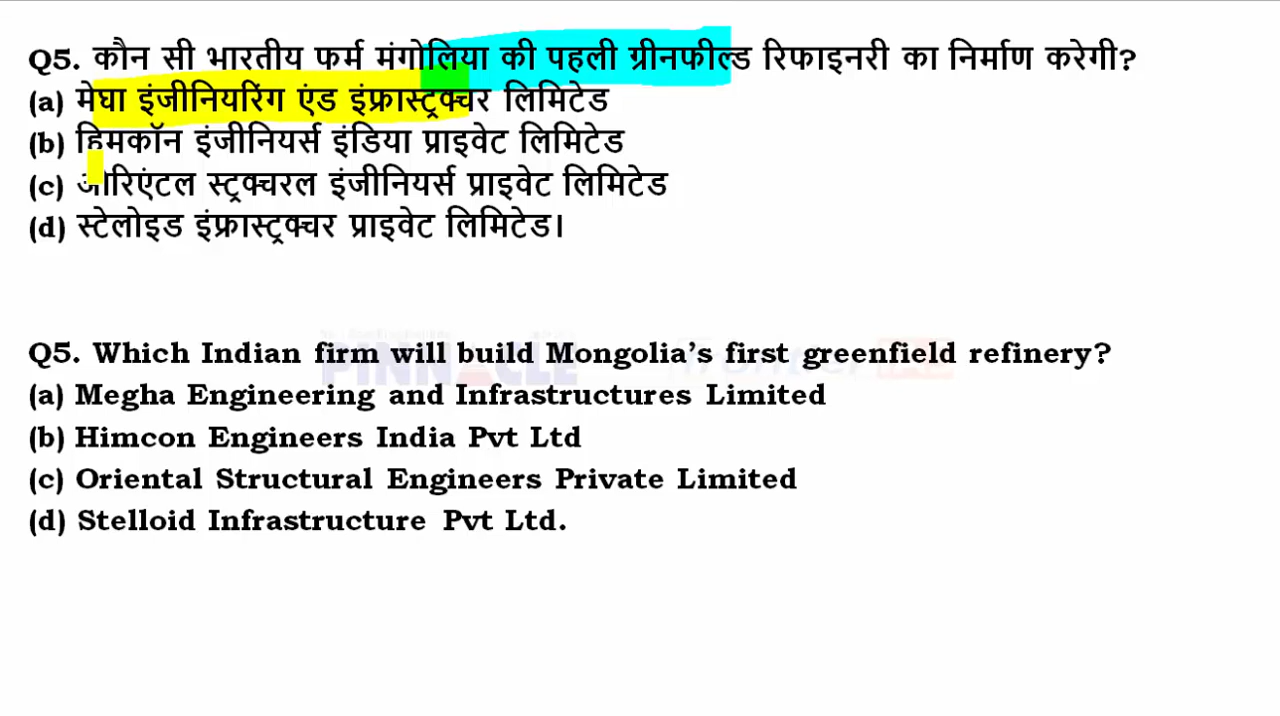 Q5. कौन सी भारतीय फर्म मंगोलिया की पहली ग्रीनफील्ड रिफाइनरी का निर्माण करेगी?
(a) मेघा इंजीनियरिंग एंड इंफ्रास्ट्रक्चर लिमिटेड
(b) हिमकॉन इंजीनियर्स इंडिया प्राइवेट लिमिटेड
(c) ओरिएंटल स्ट्रक्चरल इंजीनियर्स प्राइवेट लिमिटेड
(d) स्टेलोइड इंफ्रास्ट्रक्चर प्राइवेट लिमिटेड।
Q5. Which Indian firm will build Mongolia's first greenfield refinery?
(a) Megha Engineering and Infrastructures Limited
PINNACLE
(b) Himcon Engineers India Pvt Ltd
(c) Oriental Structural Engineers Private Limited
(d) Stelloid Infrastructure Pvt Ltd.